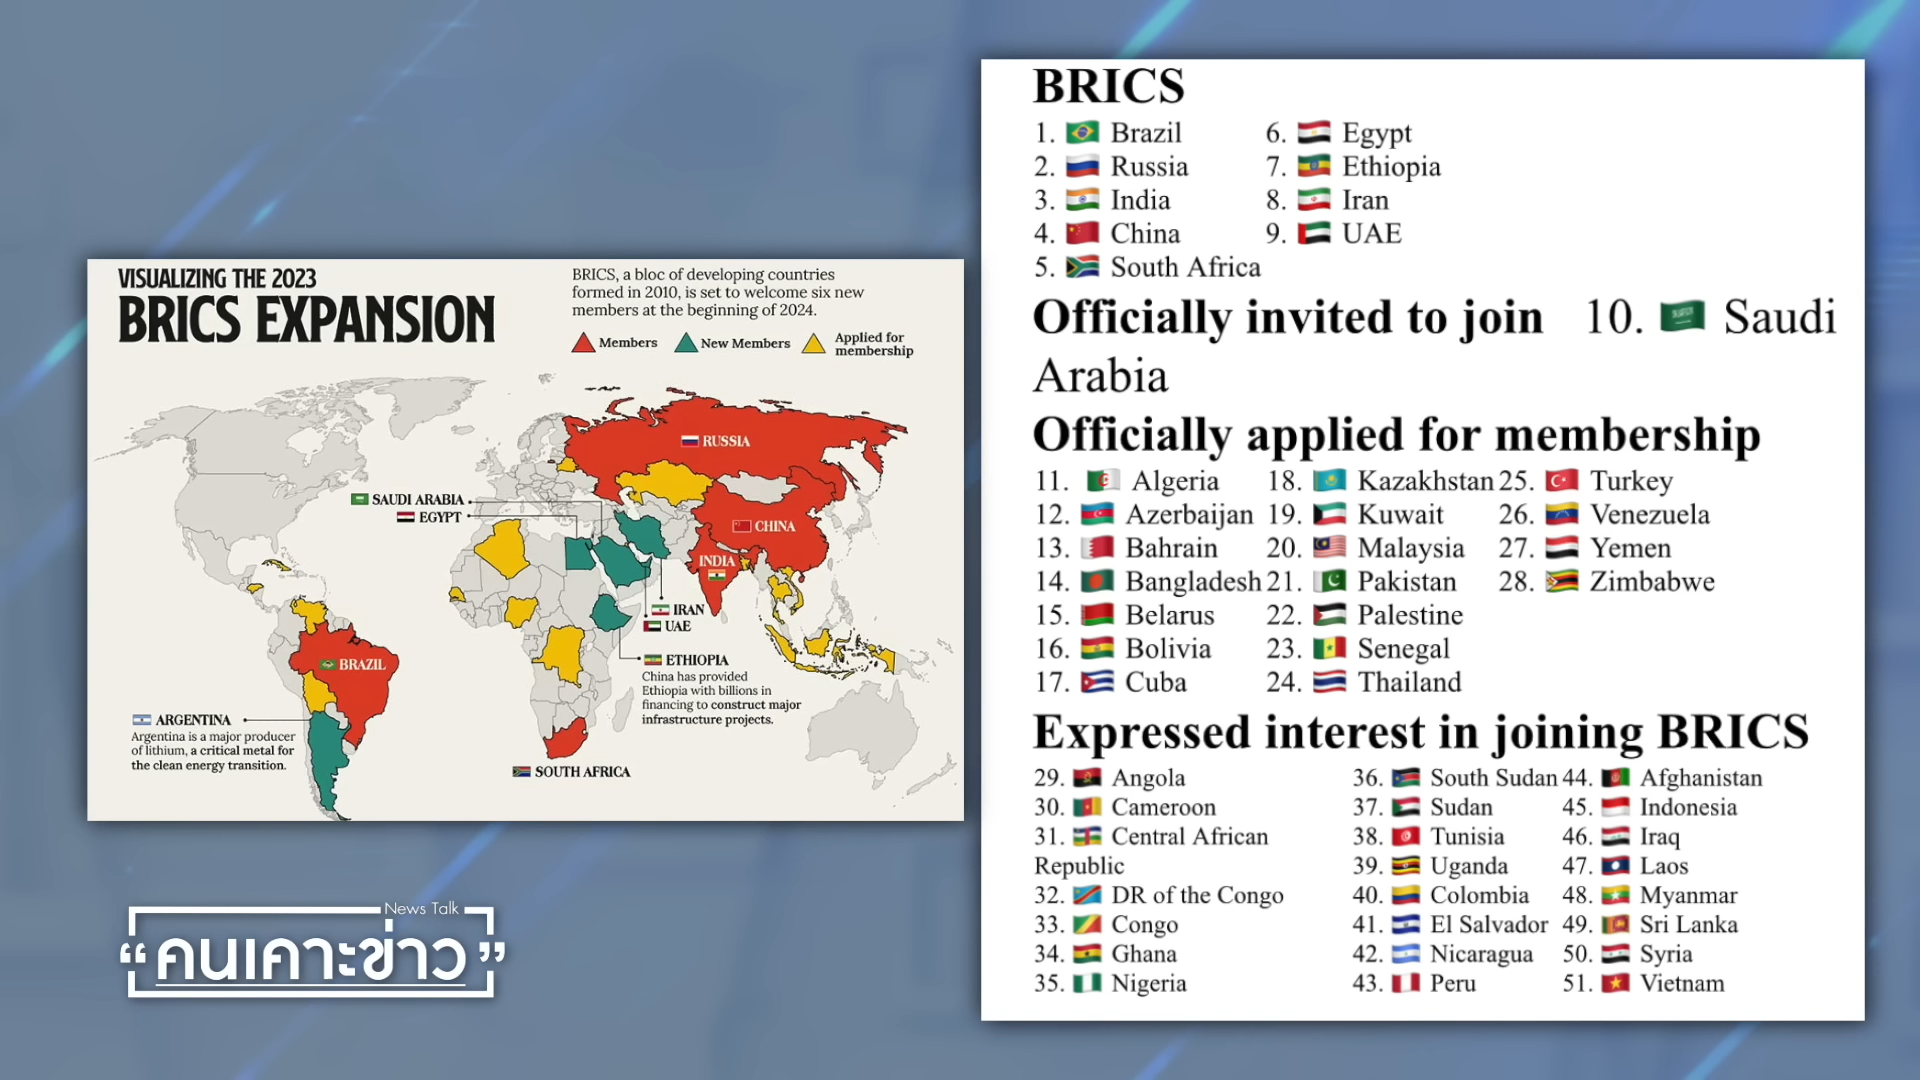 VISUALIZING THE 2023
BRICS EXPANSION
BRICS, a bloc of developing countries
formed in 2010, is set to welcome six new
members at the beginning of 2024.
Members
New Members
Applied for
membership
RUSSIA
SAUDI ARABIA
EGYPT
CHINA
INDIA
IRAN
UAE
BRAZIL
ETHIOPIA
China has provided
Ethiopia with billions in
financing to construct major
infrastructure projects.
ARGENTINA
Argentina is a major producer
of lithium, a critical metal for
the clean energy transition.
SOUTH AFRICA
News Talk
“คนเคาะข่าว”
BRICS
1. Brazil 6. Egypt
2. Russia 7. Ethiopia
3. India 8. Iran
4. China 9. UAE
5. South Africa
Officially invited to join 10. Saudi
Arabia
Officially applied for membership
11. Algeria 18. Kazakhstan 25. Turkey
12. Azerbaijan 19. Kuwait 26. Venezuela
13. Bahrain 20. Malaysia 27. Yemen
14. Bangladesh 21. Pakistan 28. Zimbabwe
15. Belarus 22. Palestine
16. Bolivia 23. Senegal
17. Cuba 24. Thailand
Expressed interest in joining BRICS
29. Angola 36. South Sudan 44. Afghanistan
30. Cameroon 37. Sudan 45. Indonesia
31. Central African 38. Tunisia 46. Iraq
Republic 39. Uganda 47. Laos
32. DR of the Congo 40. Colombia 48. Myanmar
33. Congo 41. El Salvador 49. Sri Lanka
34. Ghana 42. Nicaragua 50. Syria
35. Nigeria 43. Peru 51. Vietnam